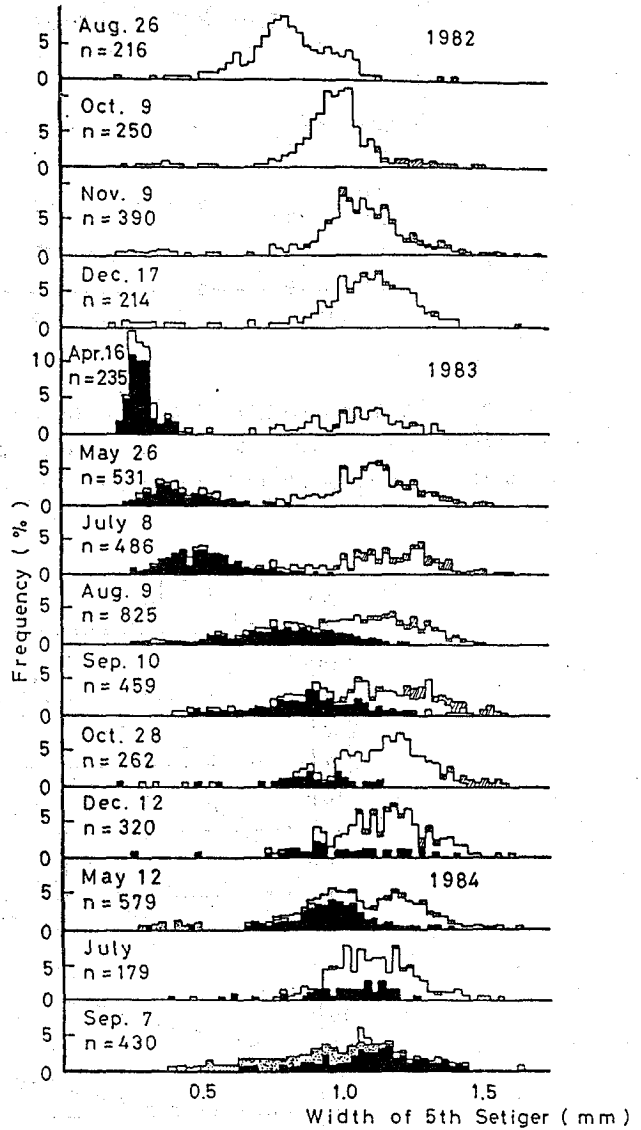 Aug. 26
n=216
1982
5
0
Oct. 9
n=250
5
0
Nov. 9
n=390
5
0
Dec. 17
n=214
5
0
Apr.16
n=235
1983
10
5
0
May 26
n=531
5
0
July 8
n=486
5
0
Aug. 9
n=825
5
0
Sep. 10
n=459
5
0
Oct. 28
n=262
5
0
Dec. 12
n=320
5
0
May 12
n=579
1984
5
0
July
n=179
5
0
Sep. 7
n=430
5
0
Frequency (%)
0.5 1.0 1.5
Width of 5th Setiger (mm)